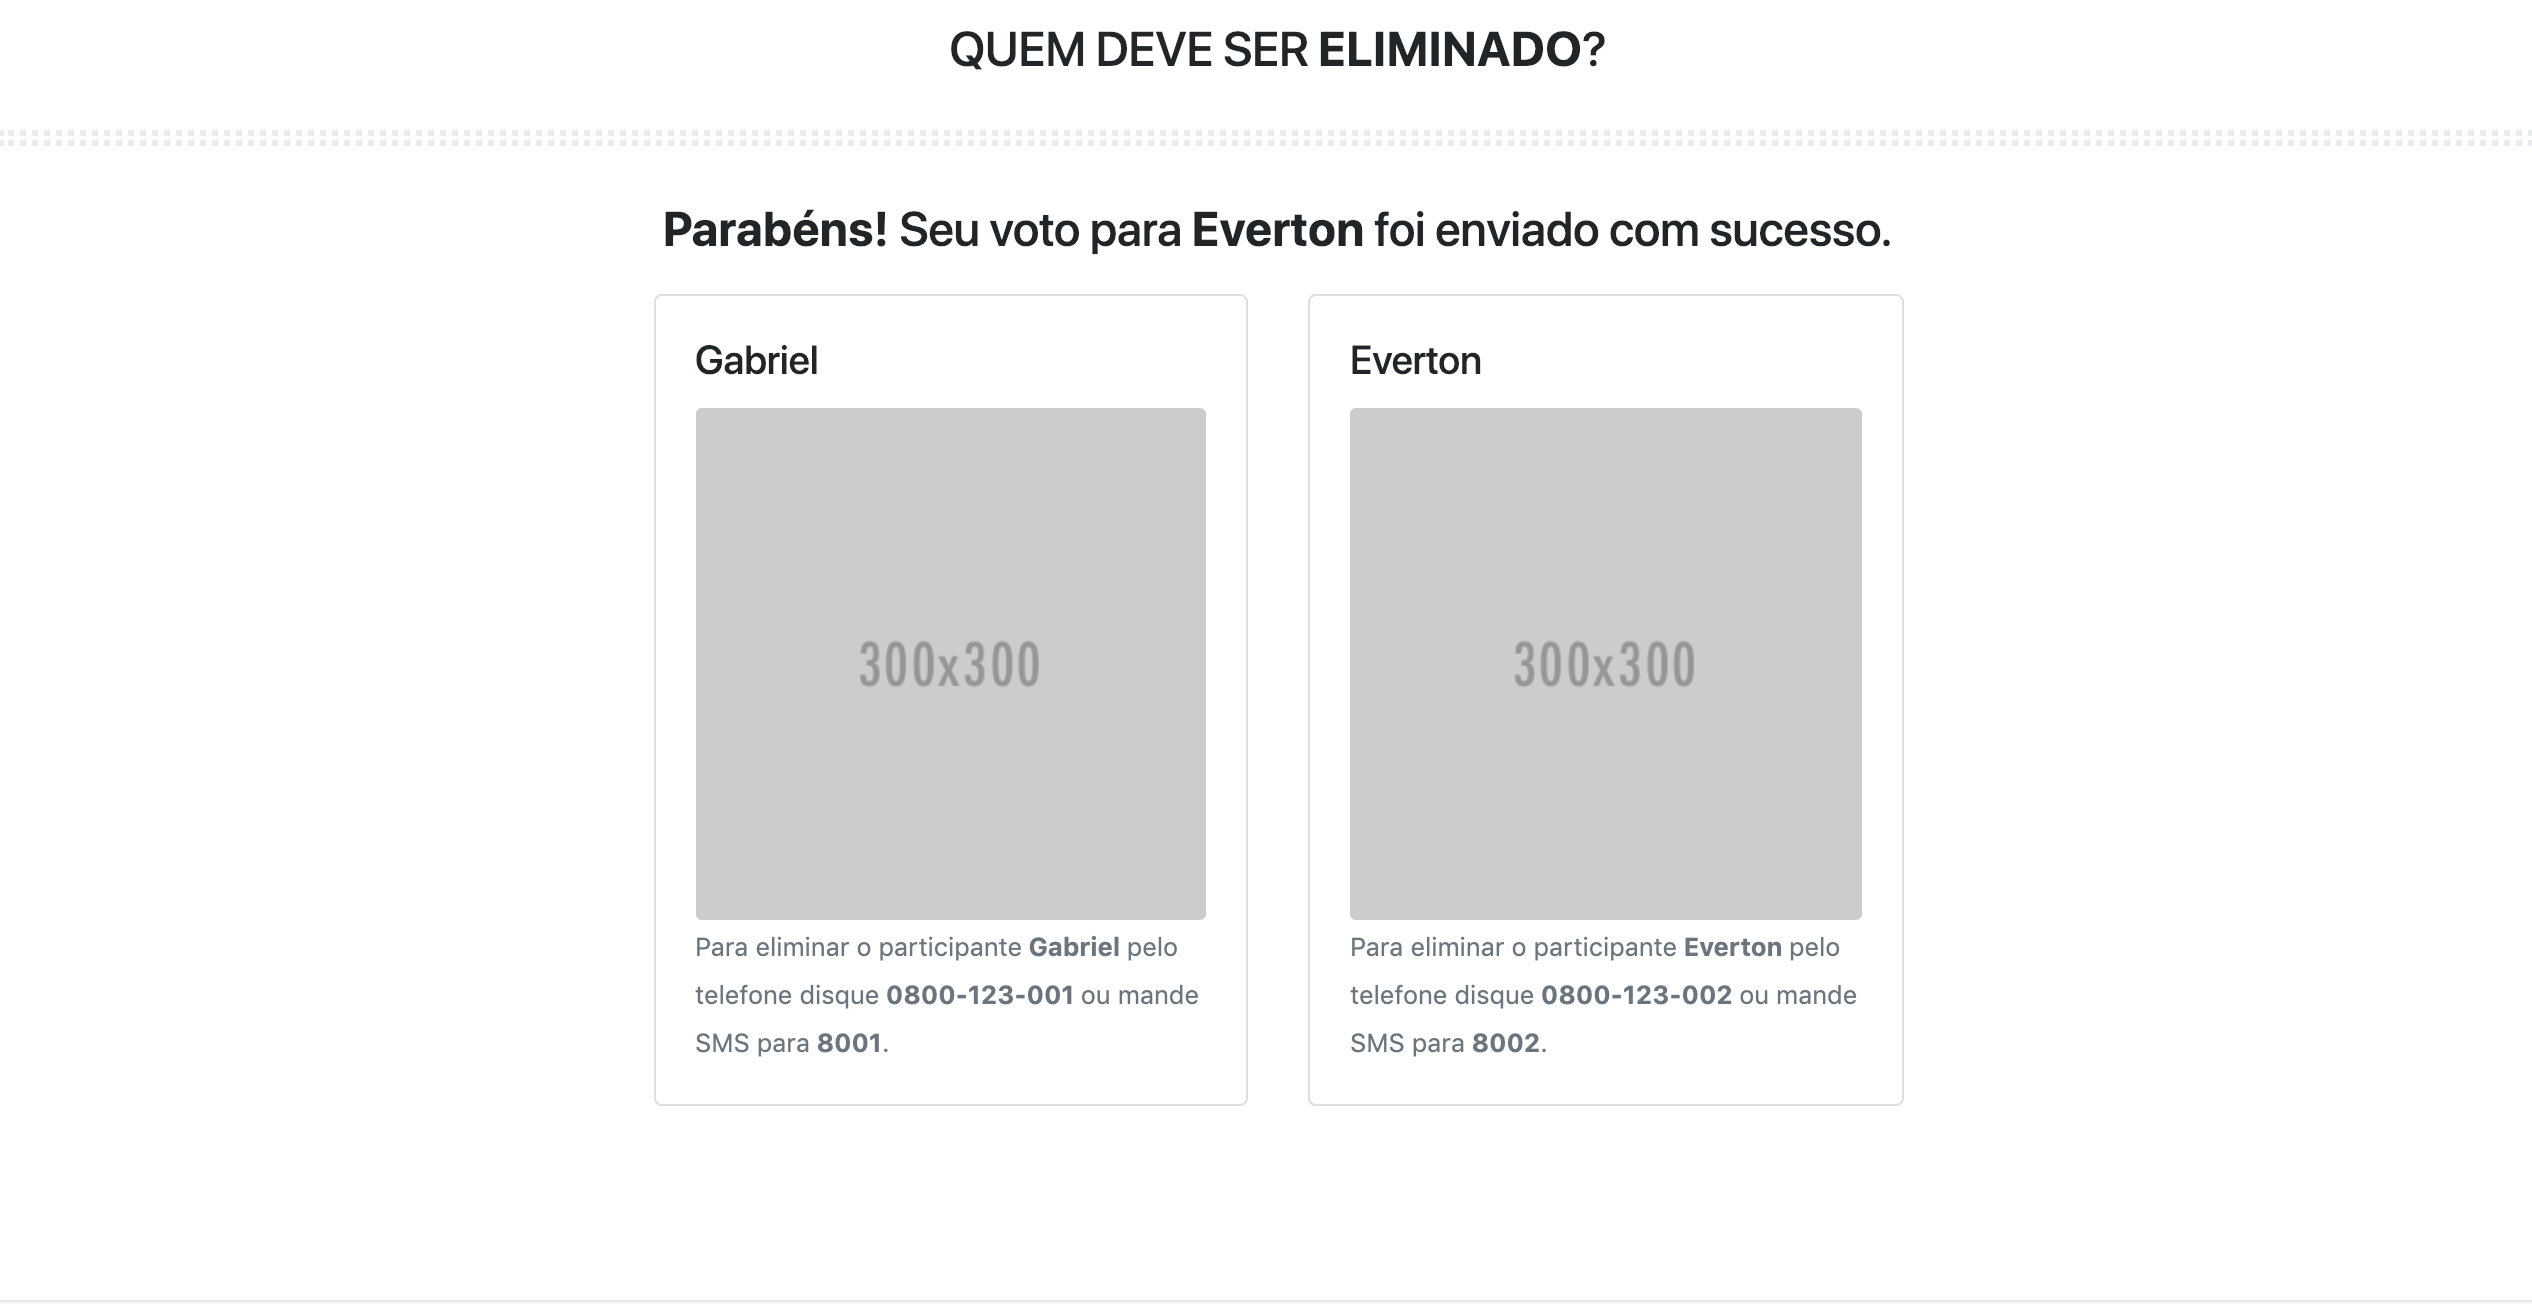 QUEM DEVE SER ELIMINADO?
Parabéns! Seu voto para Everton foi enviado com sucesso.
Gabriel
300x300
Para eliminar o participante Gabriel pelo
telefone disque 0800-123-001 ou mande
SMS para 8001.
Everton
300x300
Para eliminar o participante Everton pelo
telefone disque 0800-123-002 ou mande
SMS para 8002.